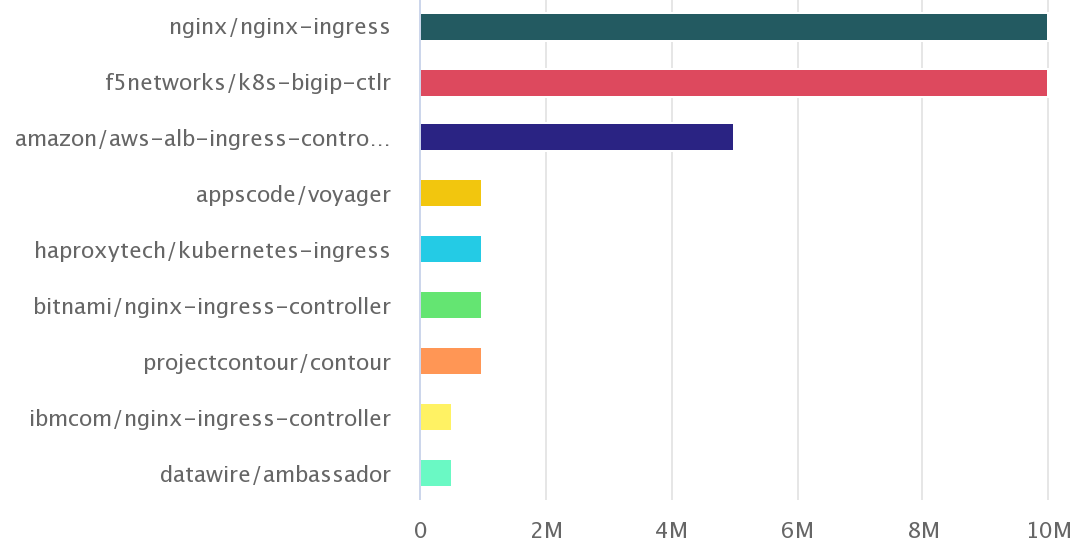 nginx/nginx-ingress
f5networks/k8s-bigip-ctlr
amazon/aws-alb-ingress-contro...
appscode/voyager
haproxytech/kubernetes-ingress
bitnami/nginx-ingress-controller
projectcontour/contour
ibmcom/nginx-ingress-controller
datawire/ambassador
0 2M 4M 6M 8M 10M